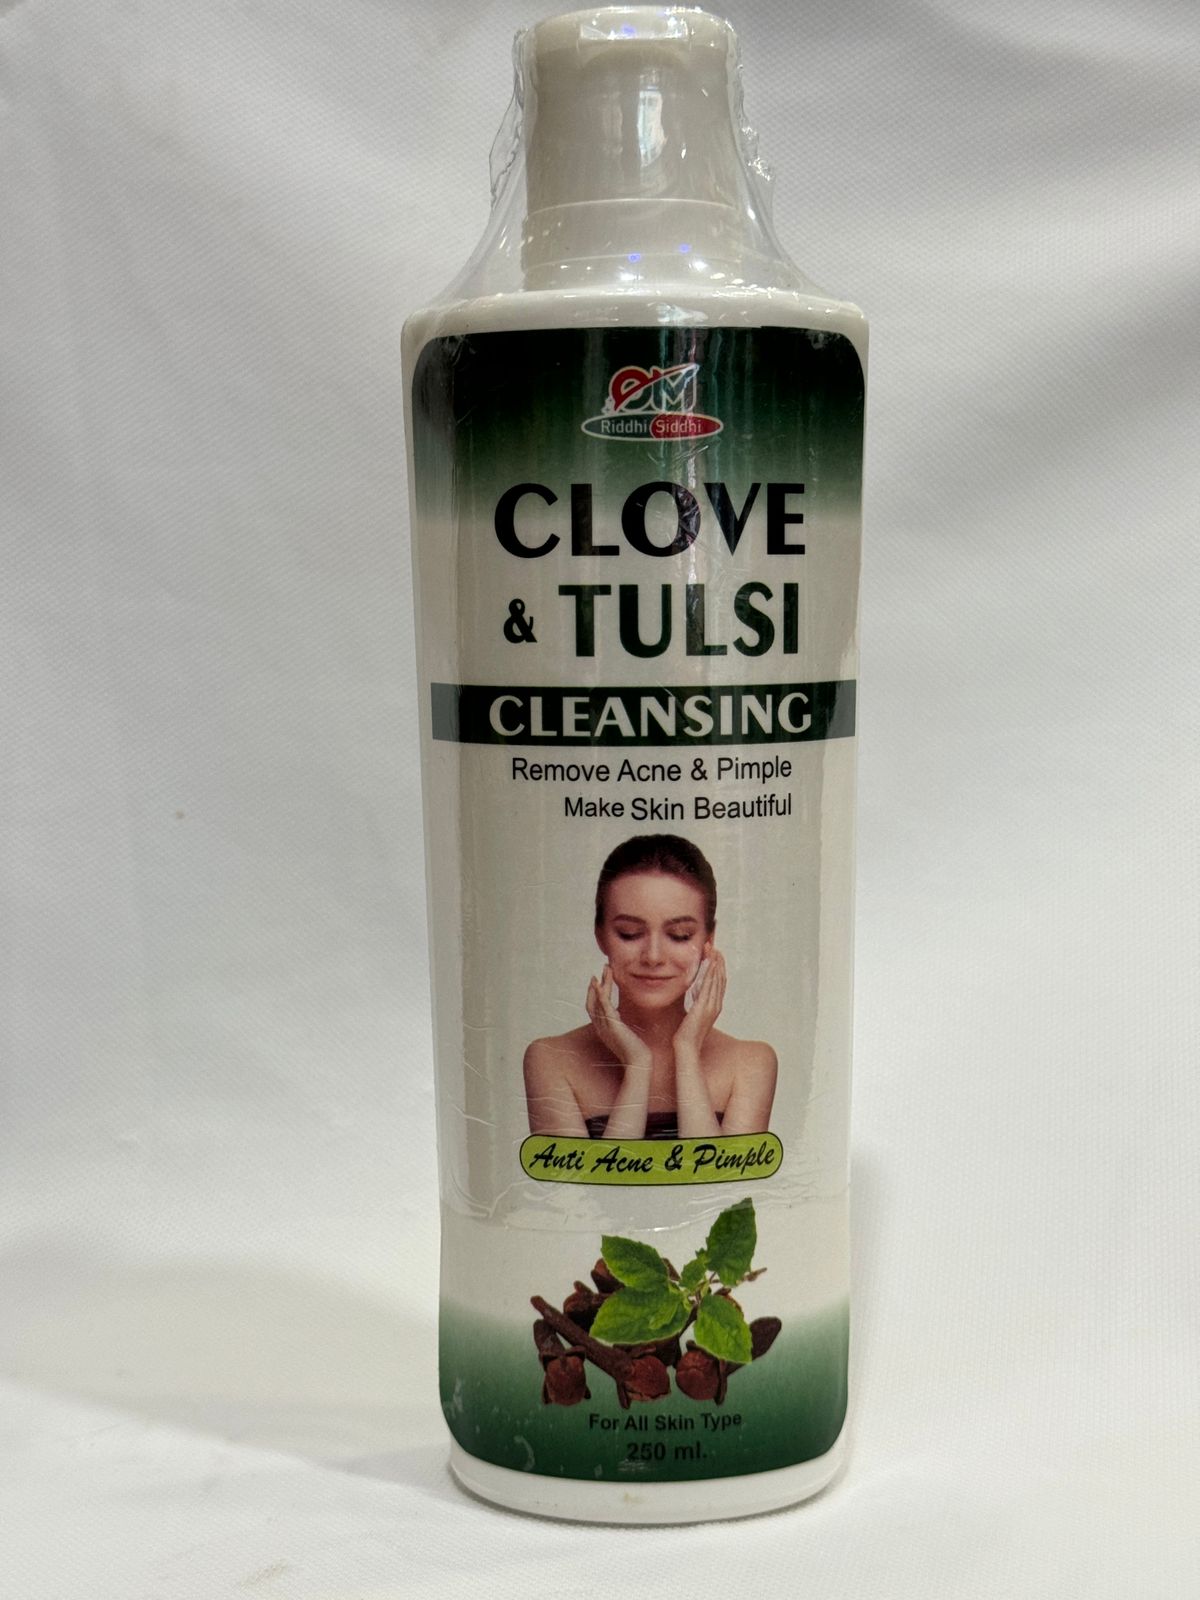 OM
Riddhi Siddhi
CLOVE
& TULSI
CLEANSING
Remove Acne & Pimple
Make Skin Beautiful
Anti Acne & Pimple
For All Skin Type
250 ml.